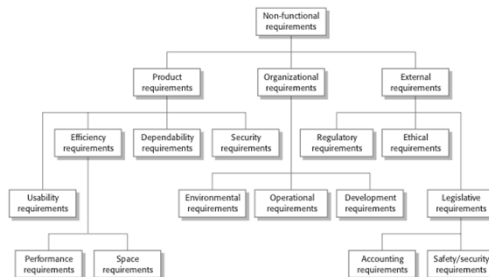 Non-functional
requirements
Product
requirements
Organizational
requirements
External
requirements
Efficiency
requirements
Dependability
requirements
Security
requirements
Regulatory
requirements
Ethical
requirements
Usability
requirements
Environmental
requirements
Operational
requirements
Development
requirements
Legislative
requirements
Performance
requirements
Space
requirements
Accounting
requirements
Safety/security
requirements